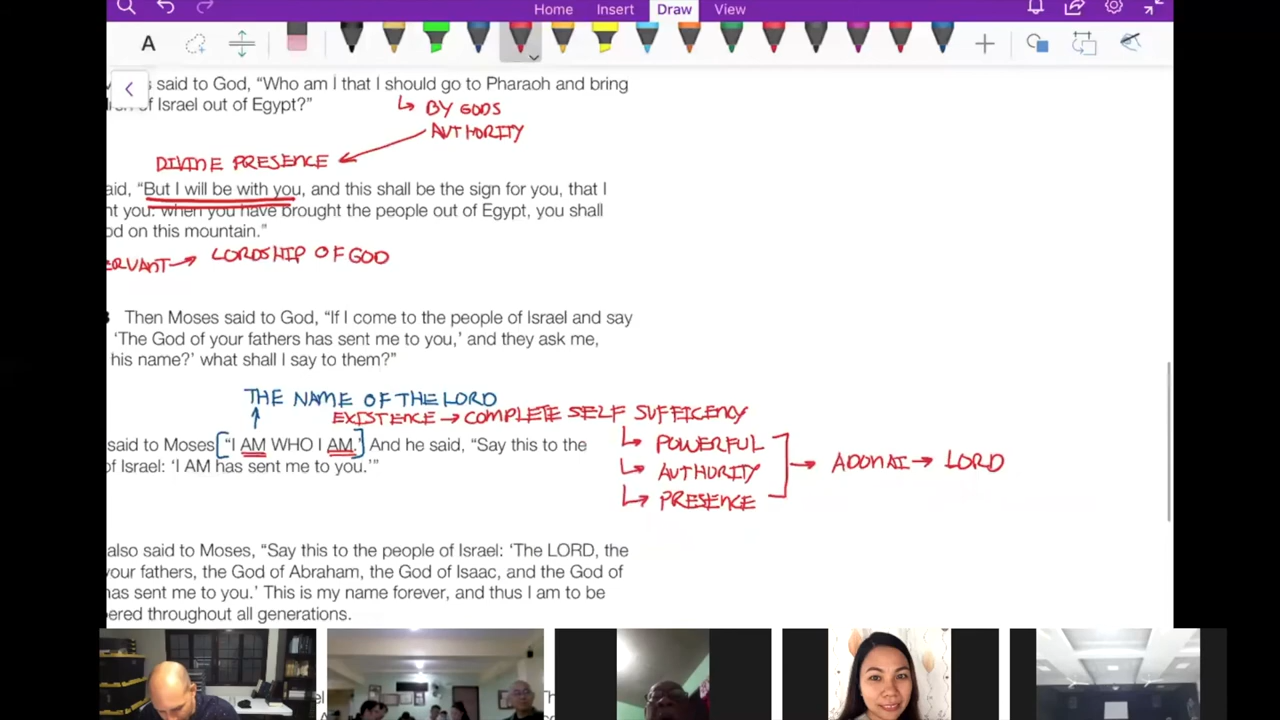 Home Insert Draw View
A
said to God, “Who am I that I should go to Pharaoh and bring
of Israel out of Egypt?”
BY GODS
AUTHORITY
DIVINE PRESENCE
aid, “But I will be with you, and this shall be the sign for you, that I
nt you: when you have brought the people out of Egypt, you shall
od on this mountain.”
ERVANT → LORDSHIP OF GOD
Then Moses said to God, “If I come to the people of Israel and say
‘The God of your fathers has sent me to you,’ and they ask me,
his name?’ what shall I say to them?”
THE NAME OF THE LORD
EXISTENCE → COMPLETE SELF SUFFICENCY
said to Moses [“I AM WHO I AM.”] And he said, “Say this to the
of Israel: ‘I AM has sent me to you.’”
POWERFUL
AUTHORITY
PRESENCE
ADONAI → LORD
also said to Moses, “Say this to the people of Israel: ‘The LORD, the
your fathers, the God of Abraham, the God of Isaac, and the God of
has sent me to you.’ This is my name forever, and thus I am to be
ered throughout all generations.